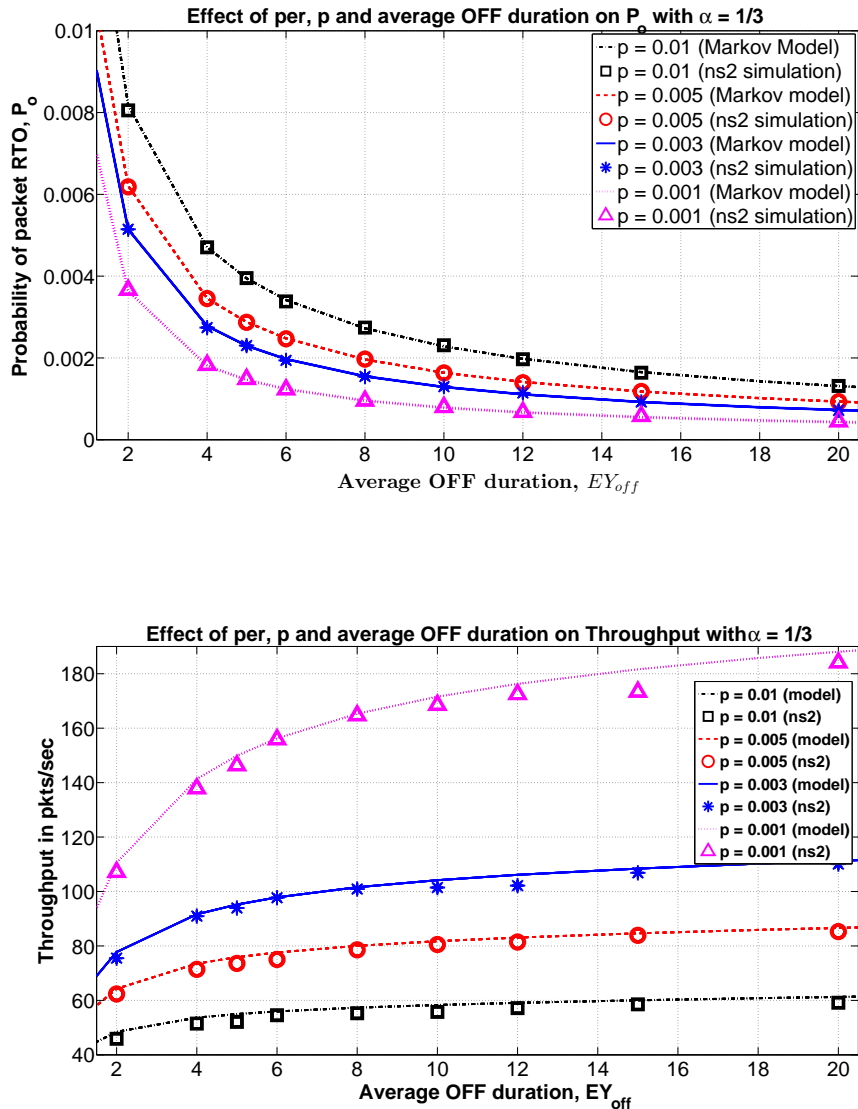 Effect of per, p and average OFF duration on P_o with α = 1/3
0.01
0.008
0.006
0.004
0.002
0
Probability of packet RTO, P_o
p = 0.01 (Markov Model)
p = 0.01 (ns2 simulation)
p = 0.005 (Markov model)
p = 0.005 (ns2 simulation)
p = 0.003 (Markov model)
p = 0.003 (ns2 simulation)
p = 0.001 (Markov model)
p = 0.001 (ns2 simulation)
2 4 6 8 10 12 14 16 18 20
Average OFF duration, EY_off
Effect of per, p and average OFF duration on Throughput withα = 1/3
180
160
140
120
100
80
60
40
Throughput in pkts/sec
p = 0.01 (model)
p = 0.01 (ns2)
p = 0.005 (model)
p = 0.005 (ns2)
p = 0.003 (model)
p = 0.003 (ns2)
p = 0.001 (model)
p = 0.001 (ns2)
2 4 6 8 10 12 14 16 18 20
Average OFF duration, EY_off